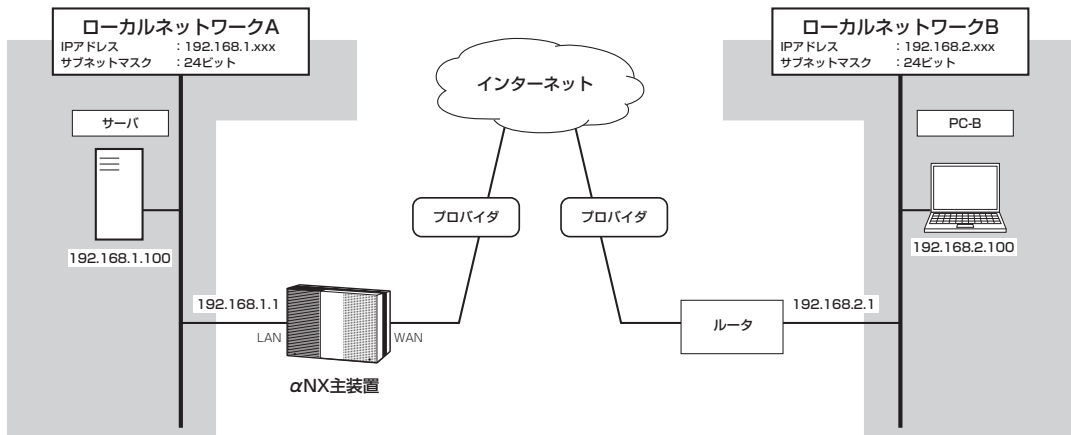 ローカルネットワークA
IPアドレス :192.168.1.xxx
サブネットマスク :24ビット
ローカルネットワークB
IPアドレス :192.168.2.xxx
サブネットマスク :24ビット
インターネット
サーバ
PC-B
プロバイダ
プロバイダ
192.168.1.100
192.168.2.100
192.168.1.1
192.168.2.1
ルータ
LAN
WAN
αNX主装置